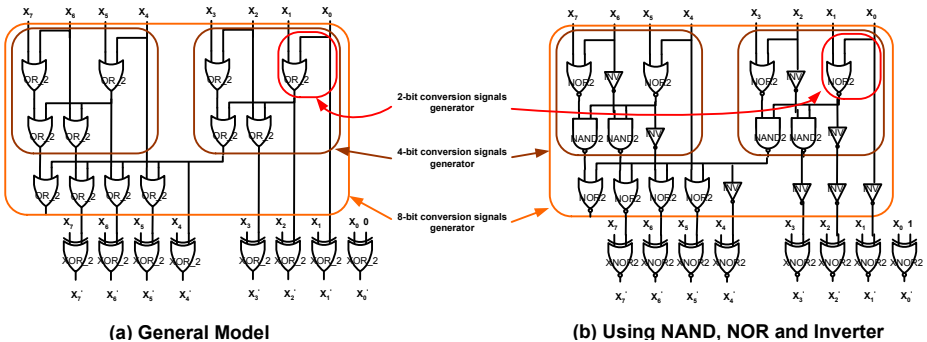 X7 X6 X5 X4 X3 X2 X1 X0
X7 X6 X5 X4 X3 X2 X1 X0
OR_2 OR_2 OR_2 OR_2
NOR2 INV NOR2 NOR2 INV NOR2
2-bit conversion signals
generator
OR_2 OR_2 OR_2 OR_2
NAND2 NAND2 INV NAND2 NAND2 INV
4-bit conversion signals
generator
OR_2 OR_2 OR_2 OR_2
NOR2 NOR2 NOR2 NOR2 INV INV INV INV
8-bit conversion signals
generator
X7 X6 X5 X4 X3 X2 X1 X0 0
X7 X6 X5 X4 X3 X2 X1 X0 1
XOR_2 XOR_2 XOR_2 XOR_2 XOR_2 XOR_2 XOR_2 XOR_2
XNOR2 XNOR2 XNOR2 XNOR2 XNOR2 XNOR2 XNOR2 XNOR2
X7' X6' X5' X4' X3' X2' X1' X0'
X7' X6' X5' X4' X3' X2' X1' X0'
(a) General Model
(b) Using NAND, NOR and Inverter